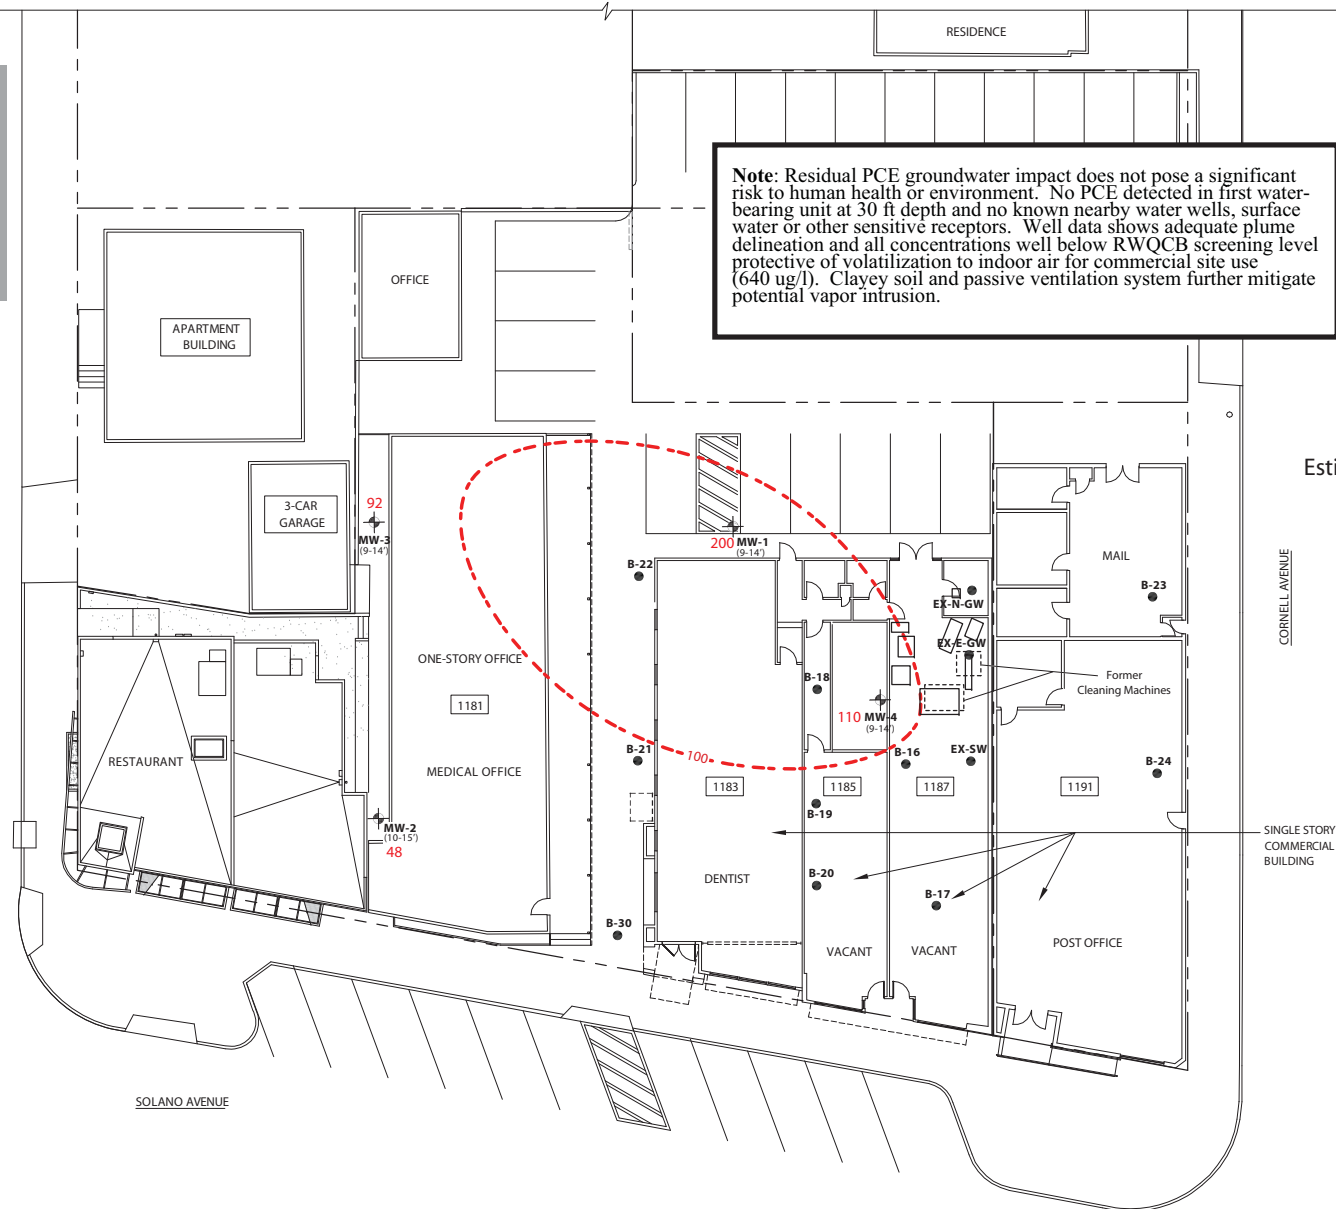 RESIDENCE
Note: Residual PCE groundwater impact does not pose a significant
risk to human health or environment. No PCE detected in first water-
bearing unit at 30 ft depth and no known nearby water wells, surface
water or other sensitive receptors. Well data shows adequate plume
delineation and all concentrations well below RWQCB screening level
protective of volatilization to indoor air for commercial site use
(640 ug/l). Clayey soil and passive ventilation system further mitigate
potential vapor intrusion.
OFFICE
APARTMENT
BUILDING
Esti
3-CAR
GARAGE
92
MW-3
(9-14')
200 MW-1
(9-14')
MAIL
CORNELL AVENUE
B-22
B-23
EX-N-GW
EX-E-GW
ONE-STORY OFFICE
1181
MEDICAL OFFICE
B-18
Former
Cleaning Machines
110 MW-4
(9-14')
RESTAURANT
B-21
100
B-16
EX-SW
B-24
1183
1185
1187
1191
B-19
MW-2
(10-15')
48
SINGLE STORY
COMMERCIAL
BUILDING
DENTIST
B-20
B-17
B-30
VACANT
VACANT
POST OFFICE
SOLANO AVENUE